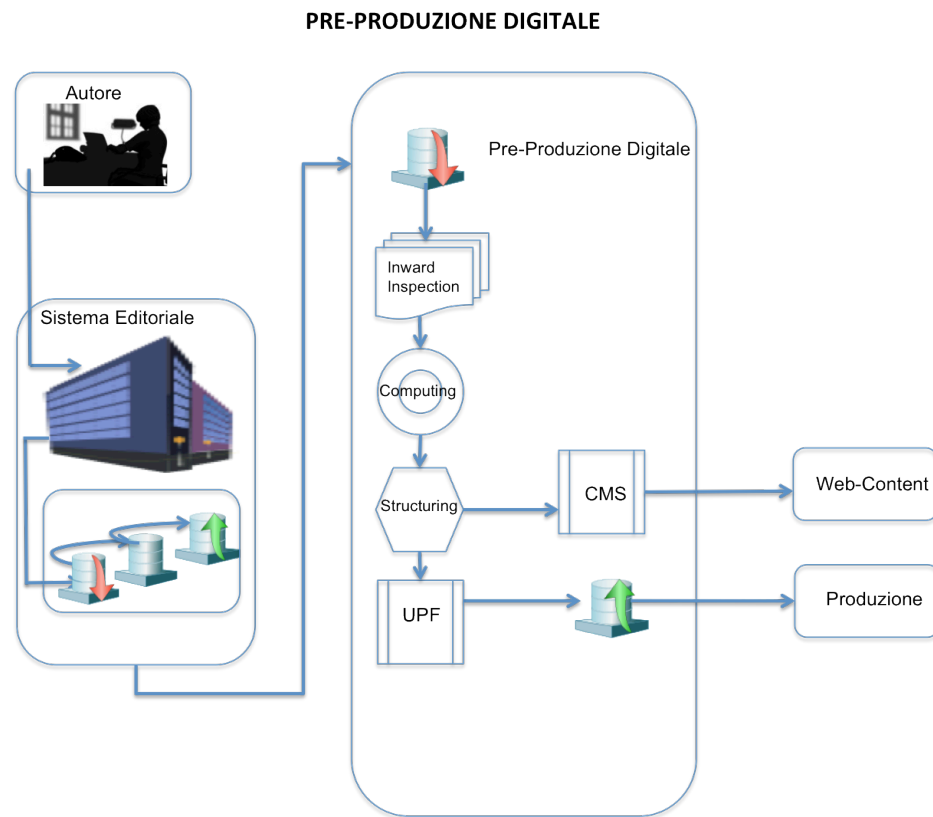 PRE-PRODUZIONE DIGITALE
Autore
Sistema Editoriale
Pre-Produzione Digitale
Inward
Inspection
Computing
Structuring
CMS
Web-Content
UPF
Produzione